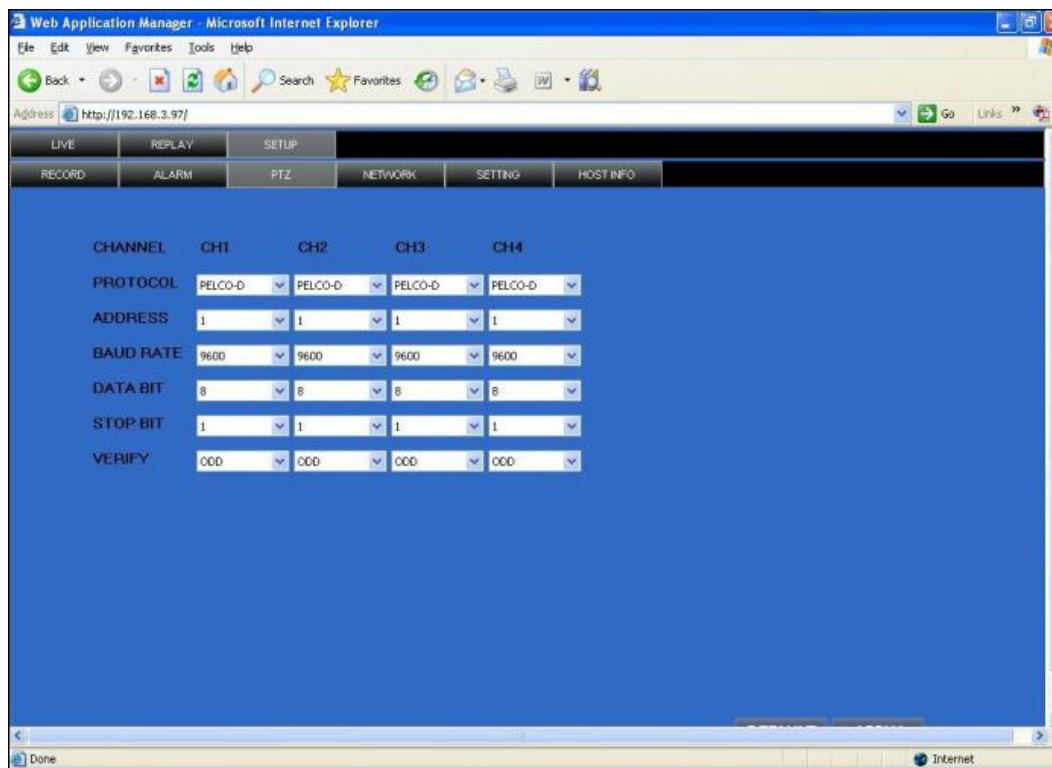 Web Application Manager - Microsoft Internet Explorer
File Edit View Favorites Tools Help
Back Search Favorites
Address http://192.168.3.97/ Go Links »
LIVE REPLAY SETUP
RECORD ALARM PTZ NETWORK SETTING HOST INFO
CHANNEL CH1 CH2 CH3 CH4
PROTOCOL PELCO-D PELCO-D PELCO-D PELCO-D
ADDRESS 1 1 1 1
BAUD RATE 9600 9600 9600 9600
DATA BIT 8 8 8 8
STOP BIT 1 1 1 1
VERIFY ODD ODD ODD ODD
Done Internet